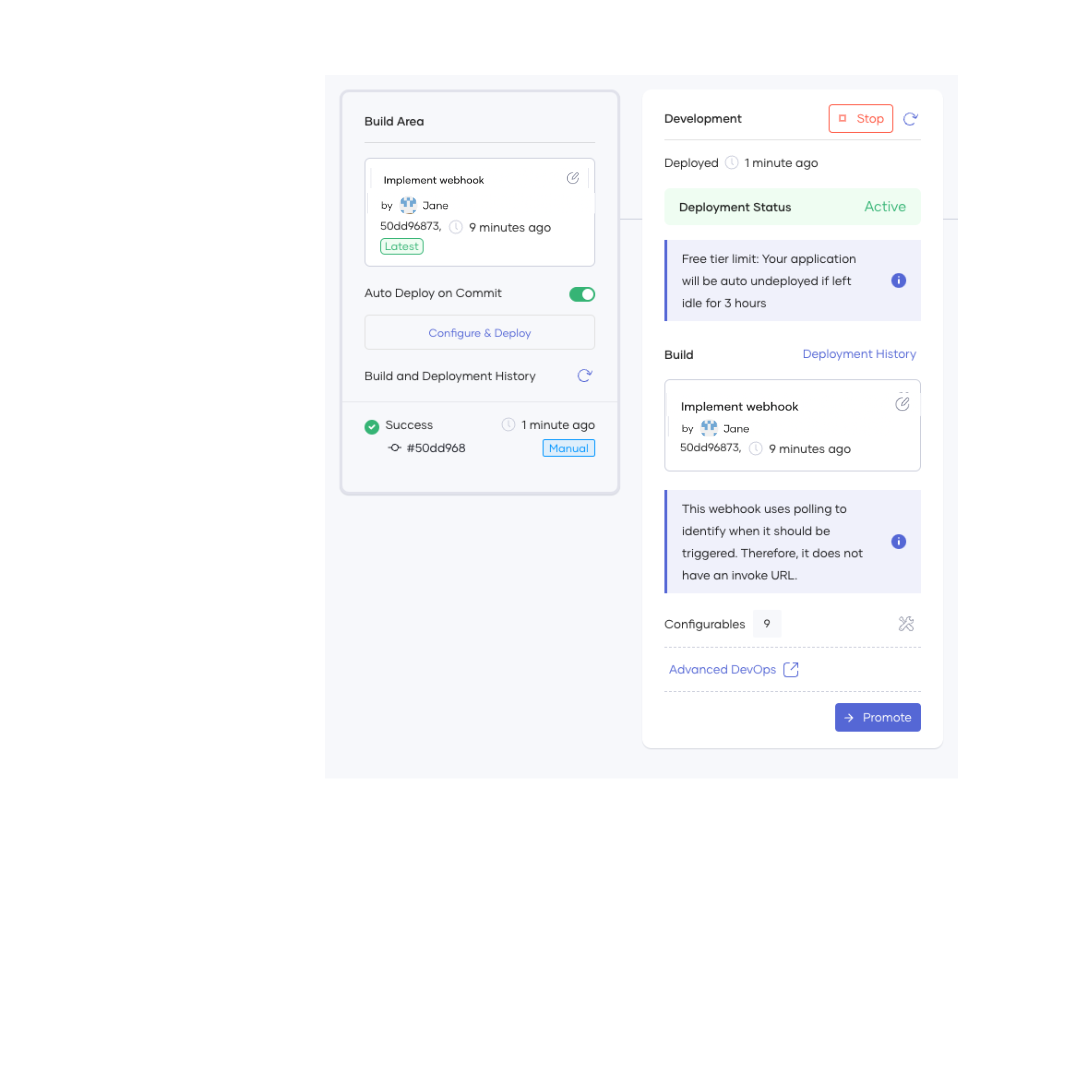 Build Area
Implement webhook
by Jane
50dd96873, 9 minutes ago
Latest
Auto Deploy on Commit
Configure & Deploy
Build and Deployment History
Success 1 minute ago
#50dd968 Manual
Development Stop
Deployed 1 minute ago
Deployment Status Active
Free tier limit: Your application
will be auto undeployed if left
idle for 3 hours
Build Deployment History
Implement webhook
by Jane
50dd96873, 9 minutes ago
This webhook uses polling to
identify when it should be
triggered. Therefore, it does not
have an invoke URL.
Configurables 9
Advanced DevOps
Promote